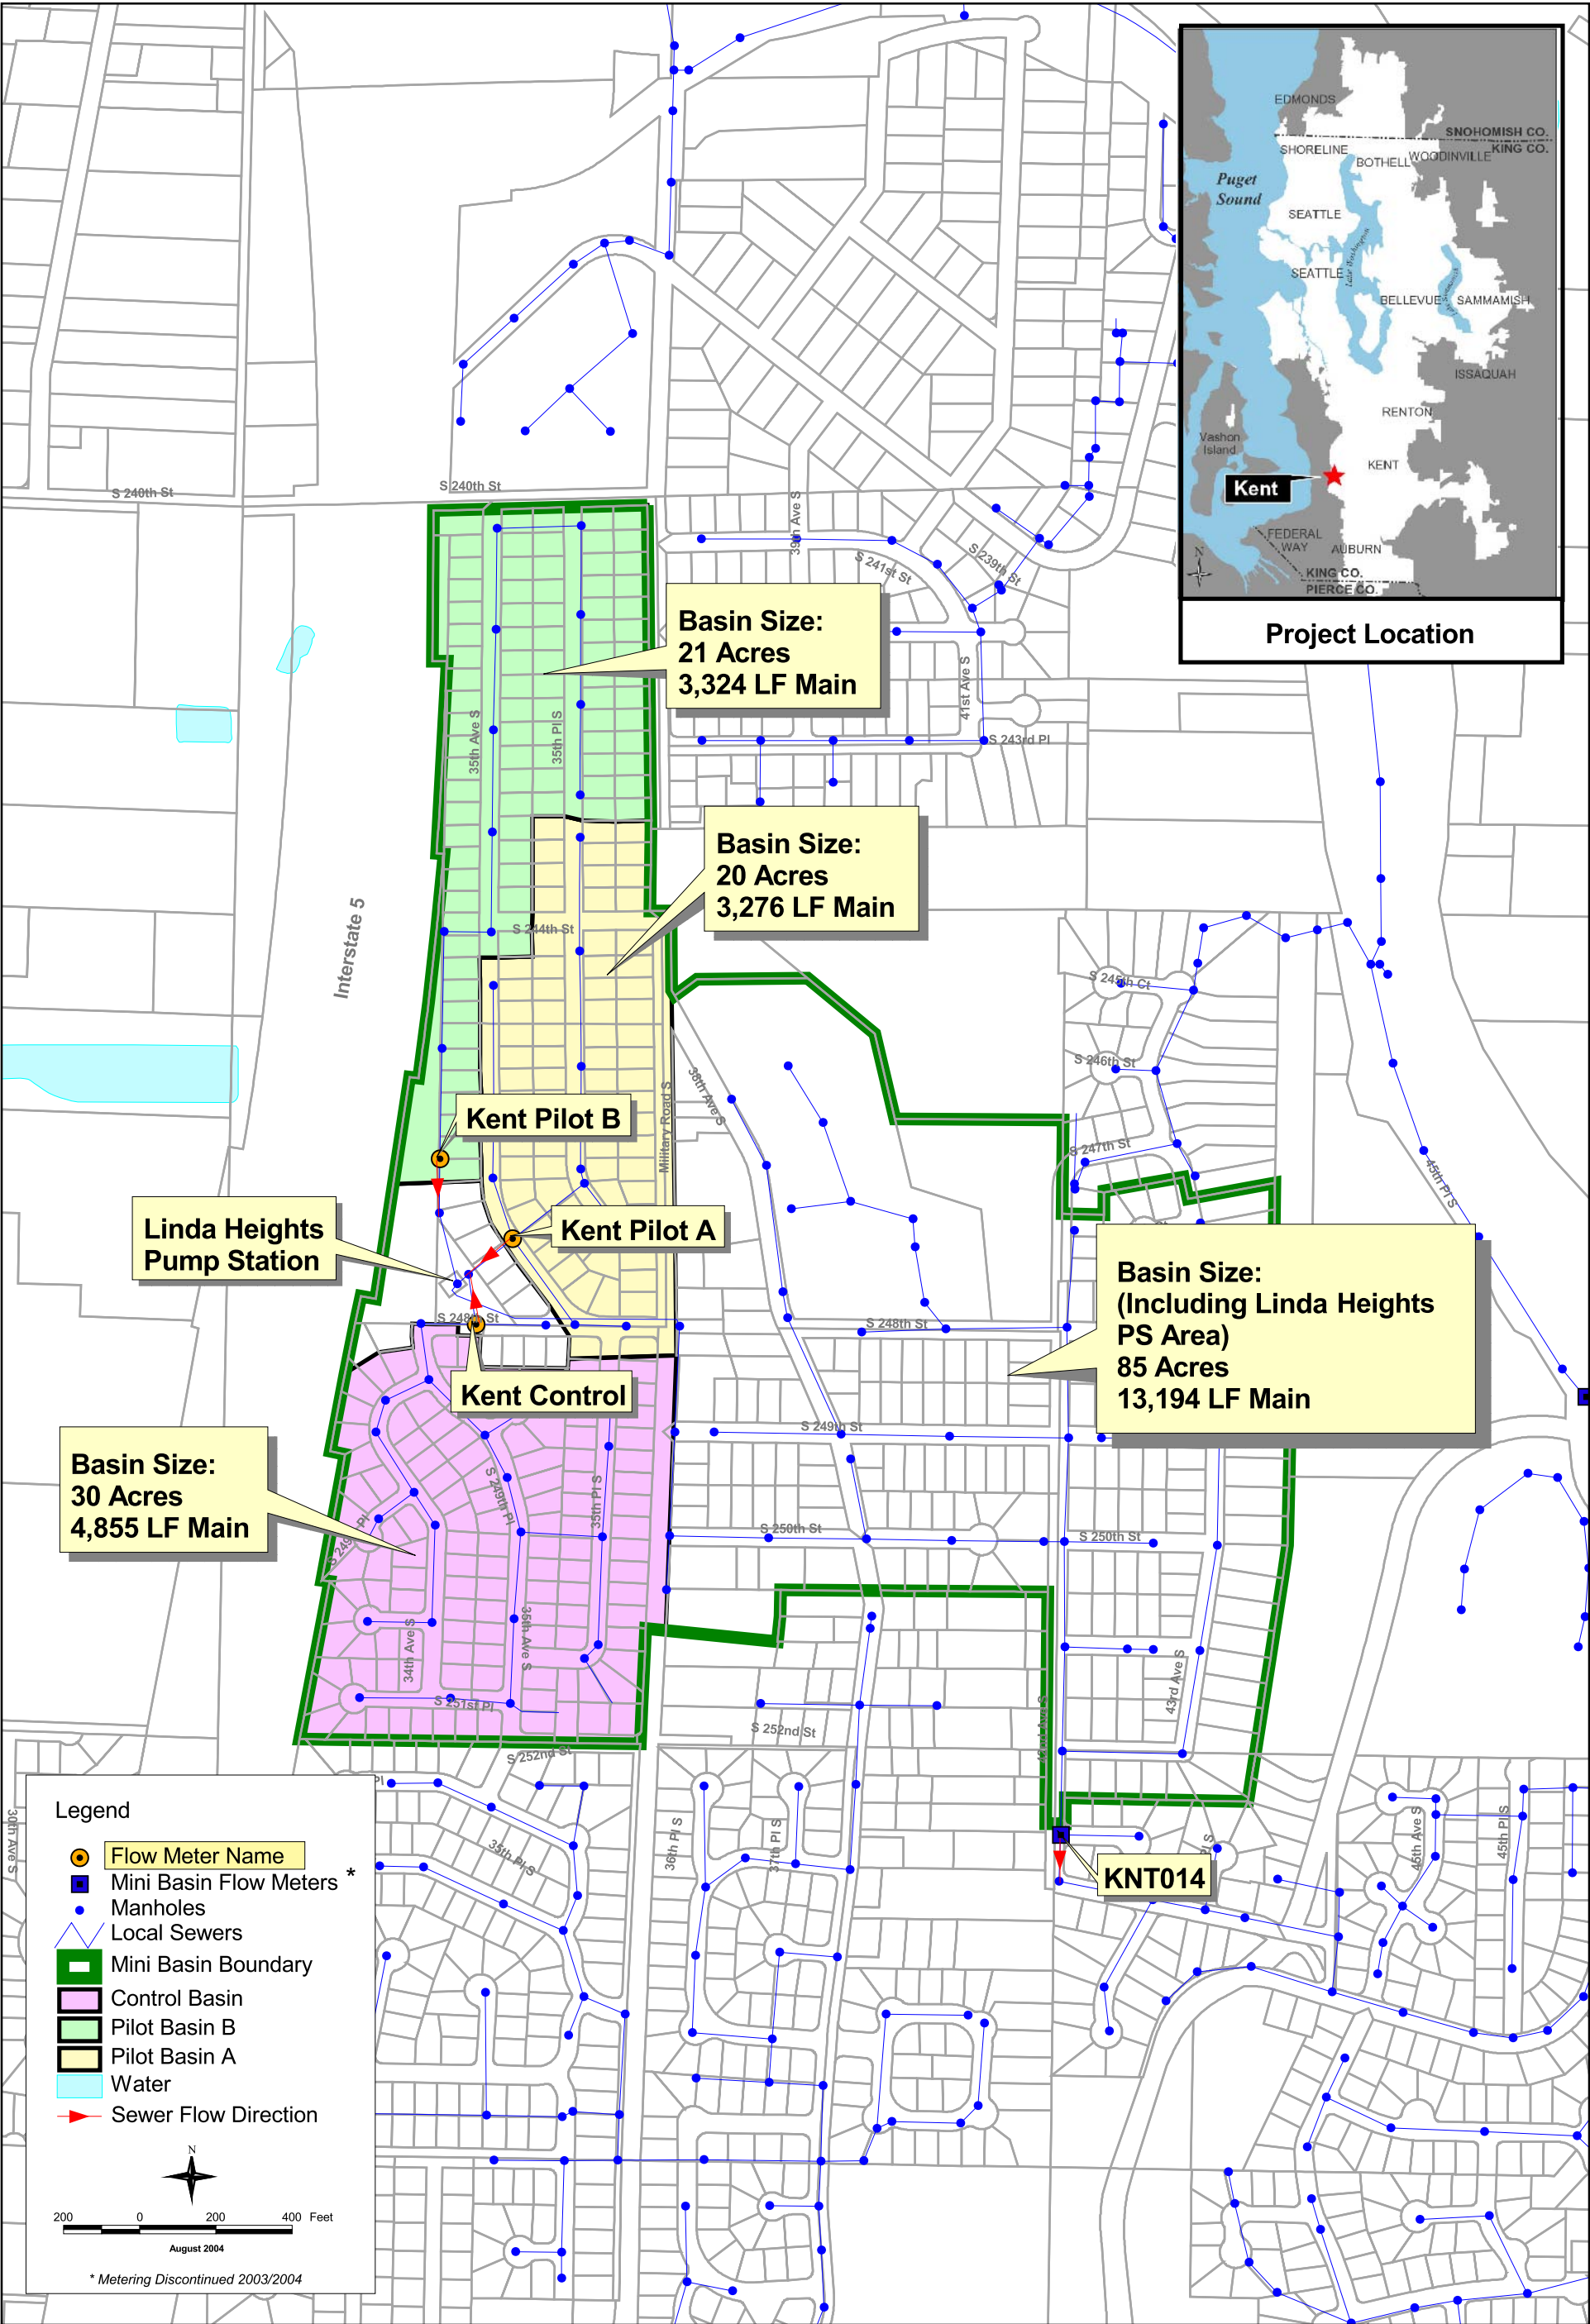 EDMONDS
SNOHOMISH CO.
KING CO.
SHORELINE
BOTHELL
WOODINVILLE
Puget
Sound
SEATTLE
Lake Washington
SEATTLE
BELLEVUE
SAMMAMISH
ISSAQUAH
RENTON
Vashon
Island
KENT
Kent
FEDERAL
WAY
AUBURN
N
KING CO.
PIERCE CO.
Project Location
S 240th St
S 240th St
39th Ave S
S 241st St
S 239th St
Basin Size:
21 Acres
3,324 LF Main
41st Ave S
35th Ave S
35th Pl S
S 243rd Pl
Basin Size:
20 Acres
3,276 LF Main
S 244th St
Interstate 5
S 245th Ct
S 246th St
38th Ave S
Military Road S
Kent Pilot B
S 247th St
45th Pl S
Linda Heights
Pump Station
Kent Pilot A
Basin Size:
(Including Linda Heights
PS Area)
85 Acres
13,194 LF Main
S 248th St
S 248th St
Kent Control
S 249th St
Basin Size:
30 Acres
4,855 LF Main
S 249th Pl
35th Pl S
S 250th St
S 250th St
34th Ave S
35th Ave S
43rd Ave S
S 251st Pl
S 252nd St
S 252nd St
Pl
30th Ave S
35th Pl S
36th Pl S
37th Pl S
45th Ave S
45th Pl S
KNT014
Legend
Flow Meter Name
Mini Basin Flow Meters *
Manholes
Local Sewers
Mini Basin Boundary
Control Basin
Pilot Basin B
Pilot Basin A
Water
Sewer Flow Direction
N
200 0 200 400 Feet
August 2004
* Metering Discontinued 2003/2004